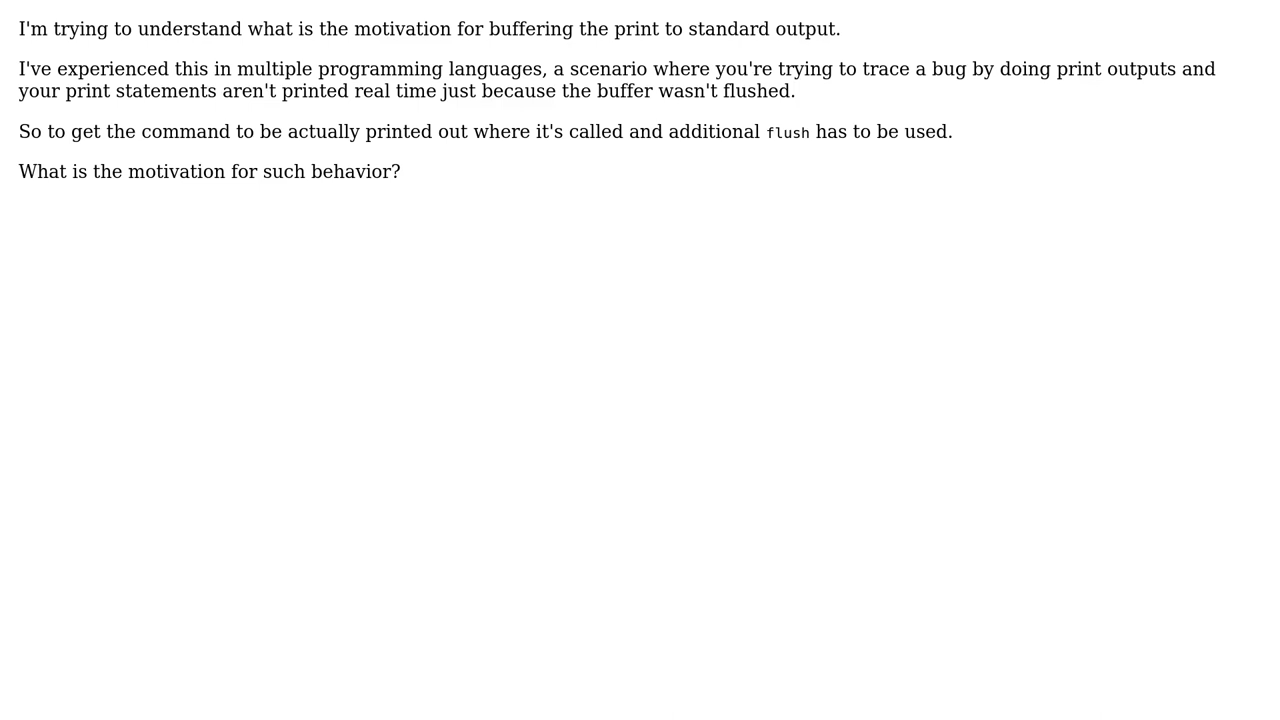 I'm trying to understand what is the motivation for buffering the print to standard output.
I've experienced this in multiple programming languages, a scenario where you're trying to trace a bug by doing print outputs and
your print statements aren't printed real time just because the buffer wasn't flushed.
So to get the command to be actually printed out where it's called and additional flush has to be used.
What is the motivation for such behavior?